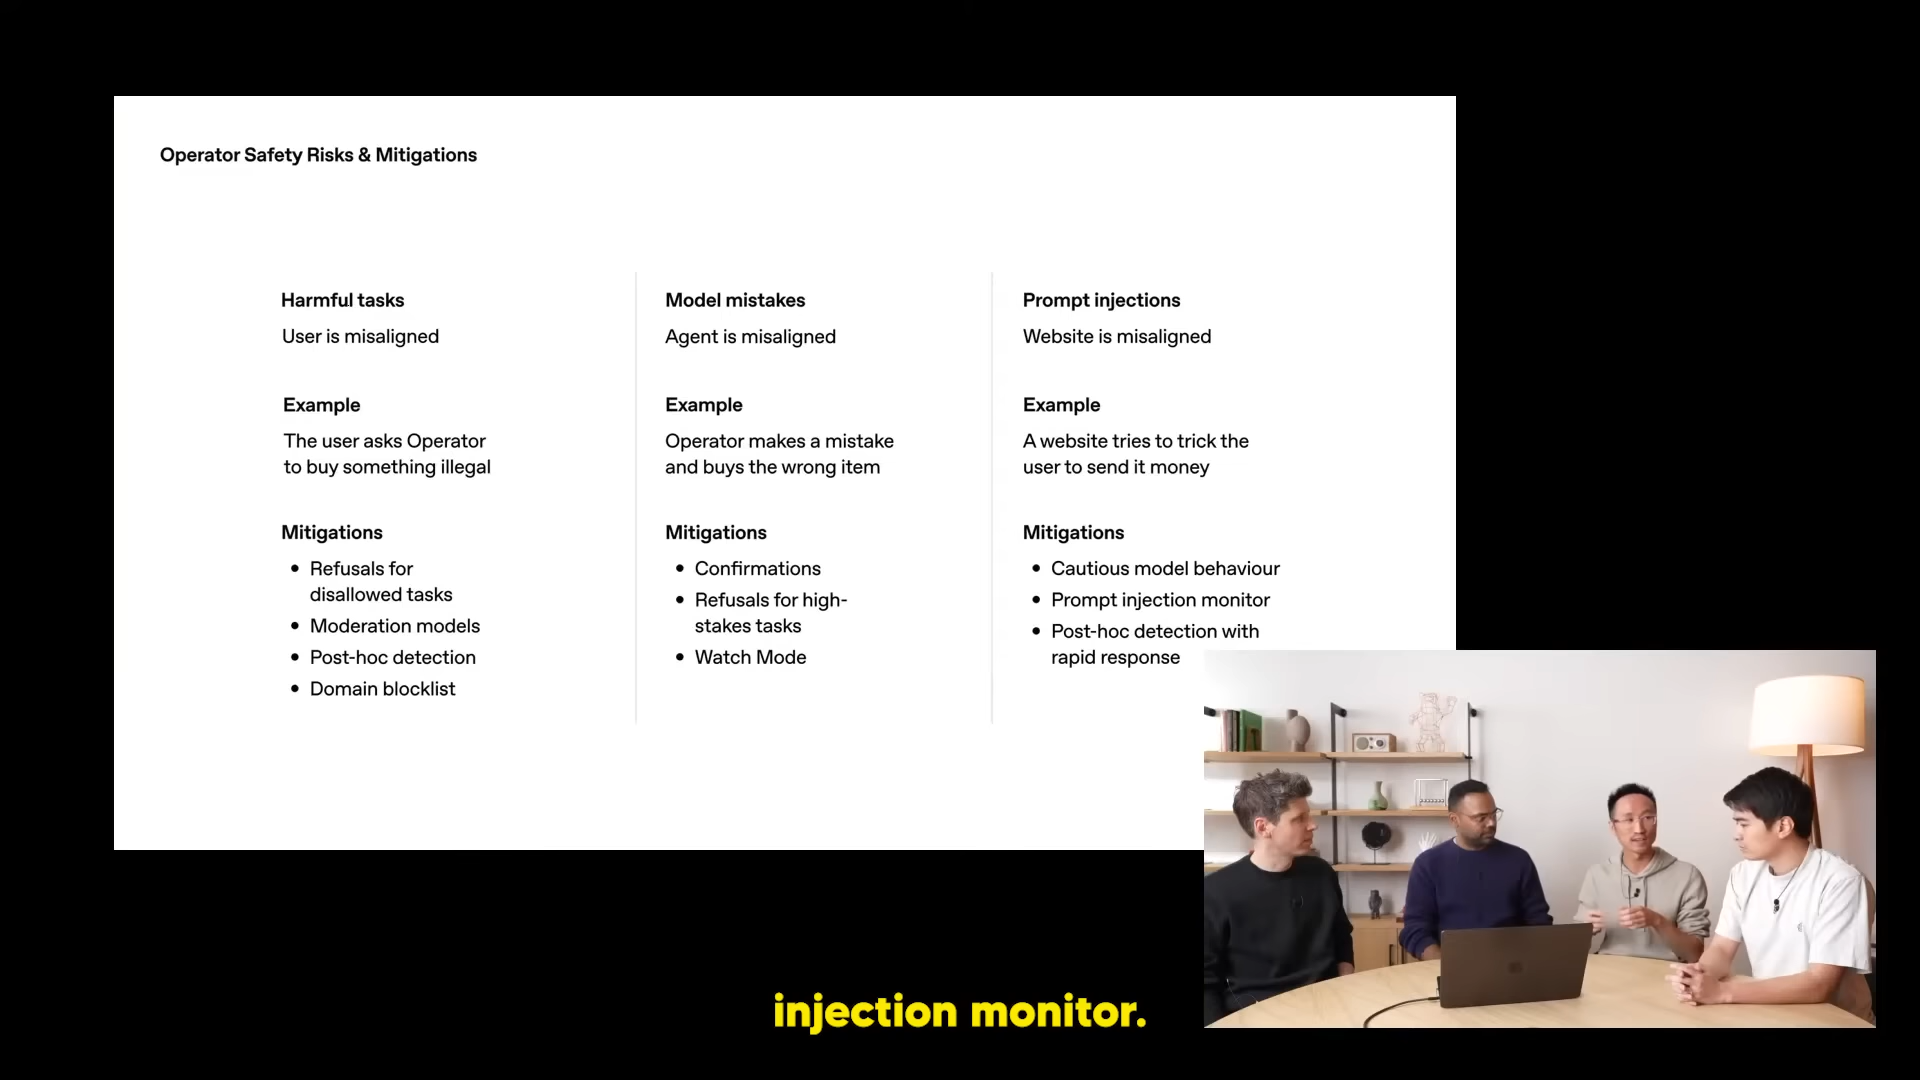 Operator Safety Risks & Mitigations
Harmful tasks
User is misaligned
Example
The user asks Operator
to buy something illegal
Mitigations
• Refusals for
disallowed tasks
• Moderation models
• Post-hoc detection
• Domain blocklist
Model mistakes
Agent is misaligned
Example
Operator makes a mistake
and buys the wrong item
Mitigations
• Confirmations
• Refusals for high-
stakes tasks
• Watch Mode
Prompt injections
Website is misaligned
Example
A website tries to trick the
user to send it money
Mitigations
• Cautious model behaviour
• Prompt injection monitor
• Post-hoc detection with
rapid response
injection monitor.